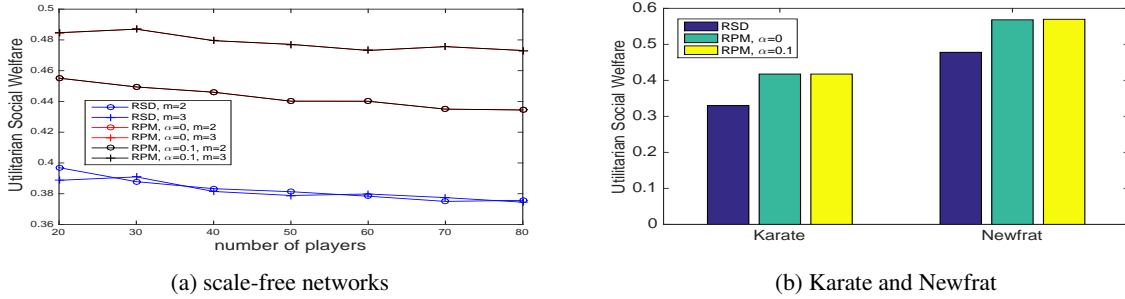 Utilitarian Social Welfare
0.5
0.48
0.46
0.44
0.42
0.4
0.38
0.36
RSD, m=2
RSD, m=3
RPM, α=0, m=2
RPM, α=0, m=3
RPM, α=0.1, m=2
RPM, α=0.1, m=3
20 30 40 50 60 70 80
number of players
(a) scale-free networks
Utilitarian Social Welfare
0.6
0.5
0.4
0.3
0.2
0.1
0
RSD
RPM, α=0
RPM, α=0.1
Karate Newfrat
(b) Karate and Newfrat